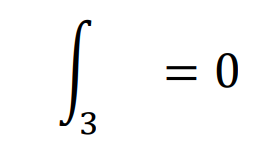 ∫₃ = 0